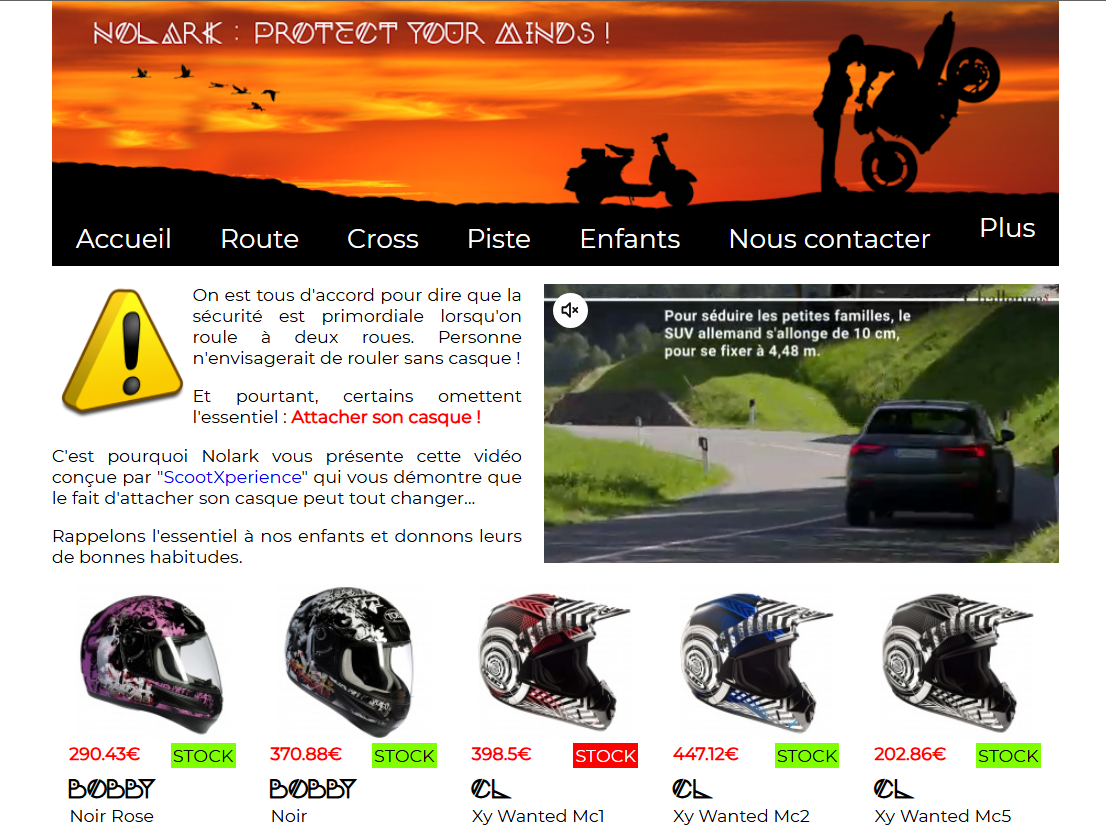 NOLARK : PROTECT YOUR MINDS !
Accueil Route Cross Piste Enfants Nous contacter Plus
On est tous d'accord pour dire que la
sécurité est primordiale lorsqu'on
roule à deux roues. Personne
n'envisagerait de rouler sans casque !
Et pourtant, certains omettent
l'essentiel : Attacher son casque !
C'est pourquoi Nolark vous présente cette vidéo
conçue par "ScootXperience" qui vous démontre que
le fait d'attacher son casque peut tout changer...
Rappelons l'essentiel à nos enfants et donnons leurs
de bonnes habitudes.
Challenges
Pour séduire les petites familles, le
SUV allemand s'allonge de 10 cm,
pour se fixer à 4,48 m.
290.43€ STOCK
BOBBY
Noir Rose
370.88€ STOCK
BOBBY
Noir
398.5€ STOCK
CL
Xy Wanted Mc1
447.12€ STOCK
CL
Xy Wanted Mc2
202.86€ STOCK
CL
Xy Wanted Mc5